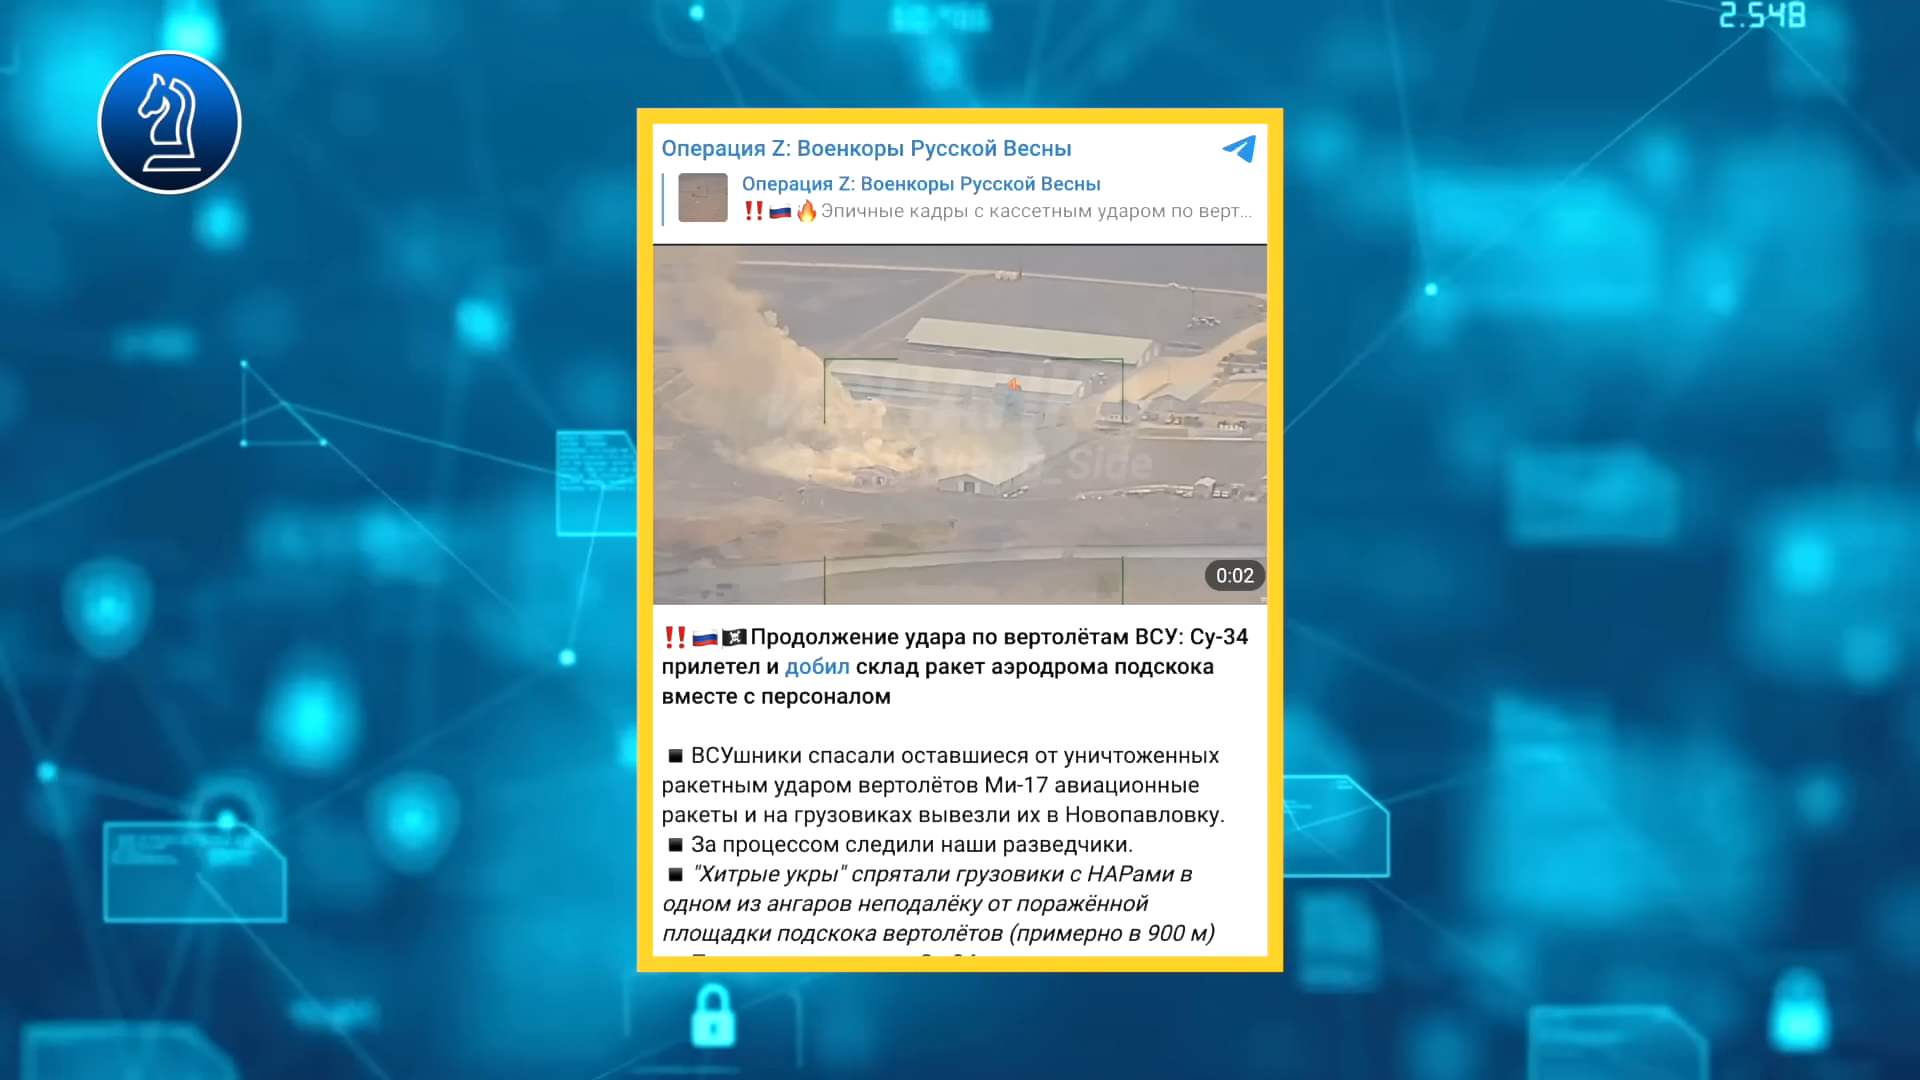 2.548
Операция Z: Военкоры Русской Весны
Операция Z: Военкоры Русской Весны
‼️🇷🇺🔥Эпичные кадры с кассетным ударом по верт...
_Side
0:02
‼️🇷🇺🏴‍☠️Продолжение удара по вертолётам ВСУ: Су-34
прилетел и добил склад ракет аэродрома подскока
вместе с персоналом
▪️ВСУшники спасали оставшиеся от уничтоженных
ракетным ударом вертолётов Ми-17 авиационные
ракеты и на грузовиках вывезли их в Новопавловку.
▪️За процессом следили наши разведчики.
▪️"Хитрые укры" спрятали грузовики с НАРами в
одном из ангаров неподалёку от поражённой
площадки подскока вертолётов (примерно в 900 м)